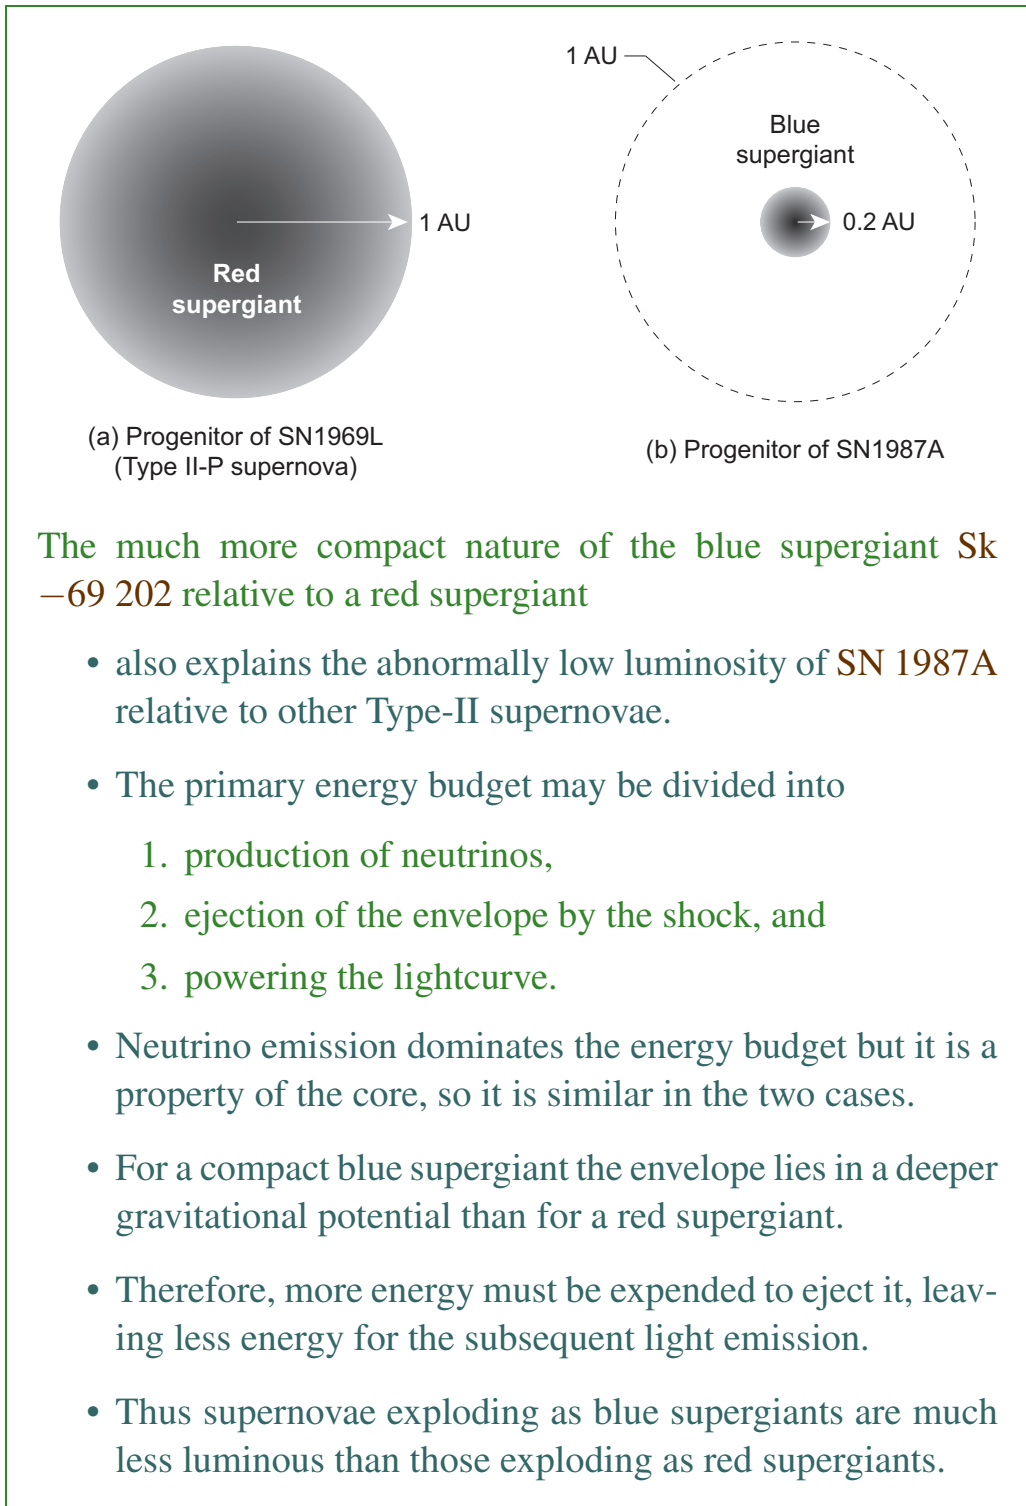 1 AU
Red
supergiant
(a) Progenitor of SN1969L
(Type II-P supernova)
1 AU
Blue
supergiant
0.2 AU
(b) Progenitor of SN1987A
The much more compact nature of the blue supergiant Sk
−69 202 relative to a red supergiant
• also explains the abnormally low luminosity of SN 1987A
relative to other Type-II supernovae.
• The primary energy budget may be divided into
1. production of neutrinos,
2. ejection of the envelope by the shock, and
3. powering the lightcurve.
• Neutrino emission dominates the energy budget but it is a
property of the core, so it is similar in the two cases.
• For a compact blue supergiant the envelope lies in a deeper
gravitational potential than for a red supergiant.
• Therefore, more energy must be expended to eject it, leav-
ing less energy for the subsequent light emission.
• Thus supernovae exploding as blue supergiants are much
less luminous than those exploding as red supergiants.